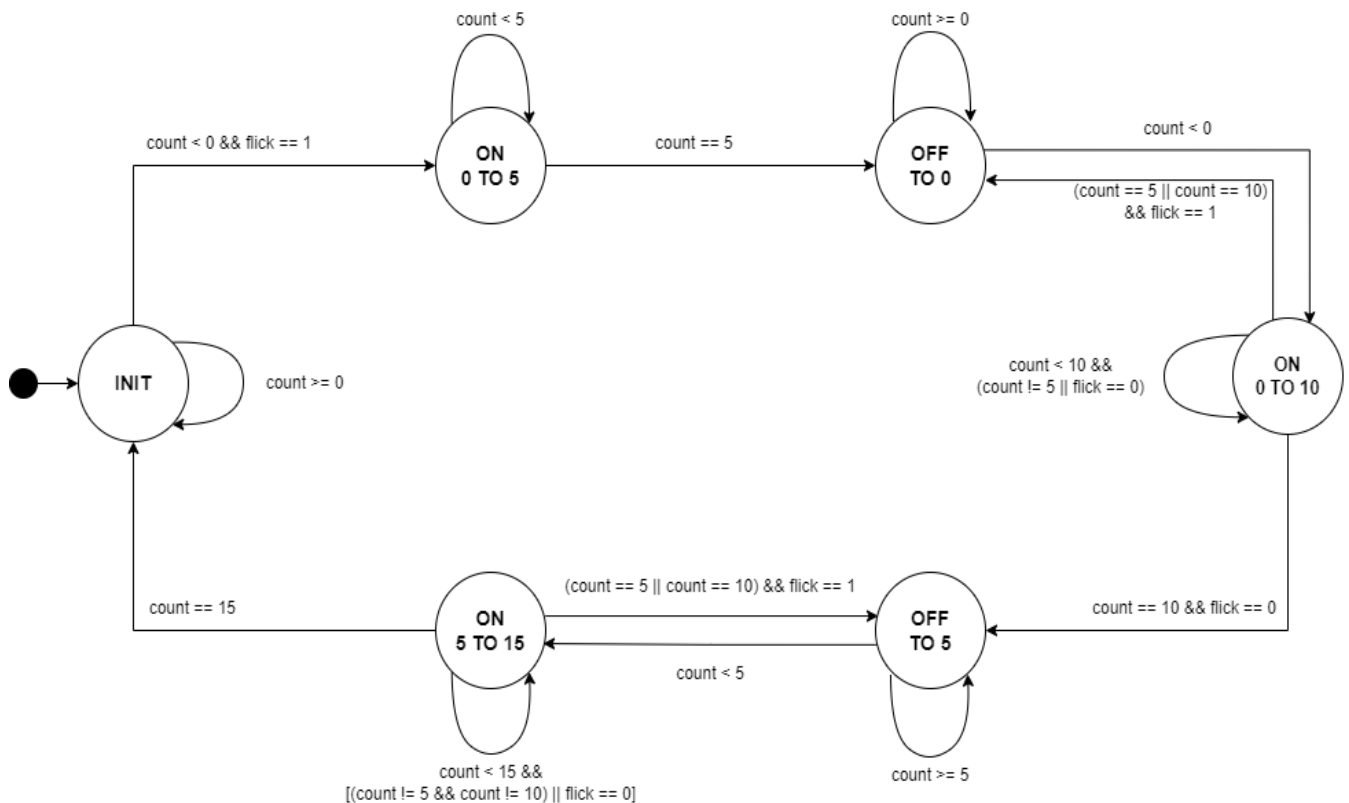 count < 5
count >= 0
count < 0 && flick == 1
ON
0 TO 5
count == 5
OFF
TO 0
count < 0
(count == 5 || count == 10)
&& flick == 1
INIT
count >= 0
count < 10 &&
(count != 5 || flick == 0)
ON
0 TO 10
count == 15
ON
5 TO 15
(count == 5 || count == 10) && flick == 1
count < 5
OFF
TO 5
count == 10 && flick == 0
count < 15 &&
[(count != 5 && count != 10) || flick == 0]
count >= 5